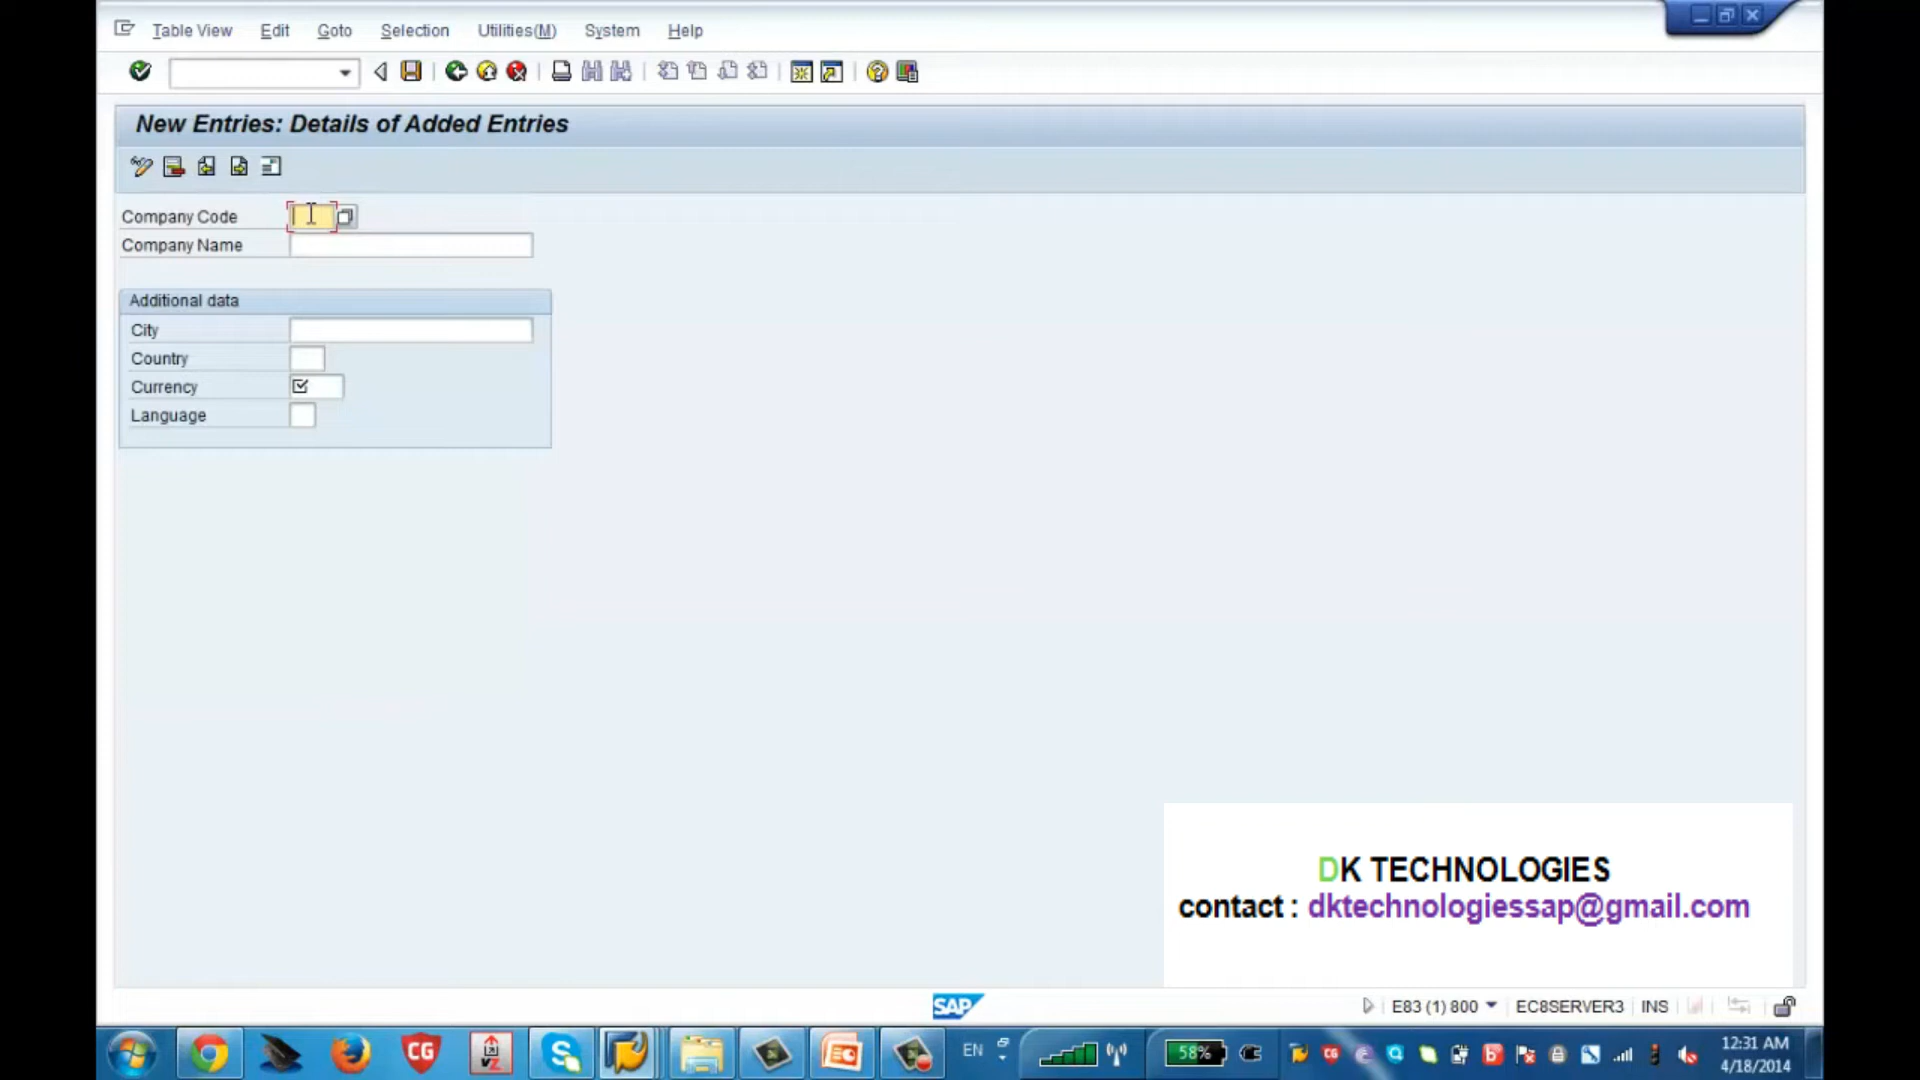 Table View Edit Goto Selection Utilities(M) System Help
New Entries: Details of Added Entries
Company Code
Company Name
Additional data
City
Country
Currency
Language
DK TECHNOLOGIES
contact : dktechnologiessap@gmail.com
SAP E83 (1) 800 EC8SERVER3 INS
CG
EN
58%
12:31 AM
4/18/2014